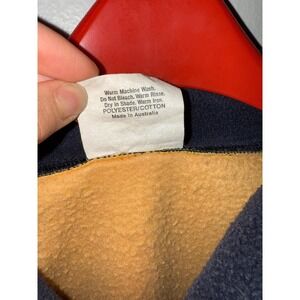 Warm Machine Wash.
Do Not Bleach. Warm Rinse.
Dry in Shade. Warm Iron.
POLYESTER/COTTON
Made in Australia